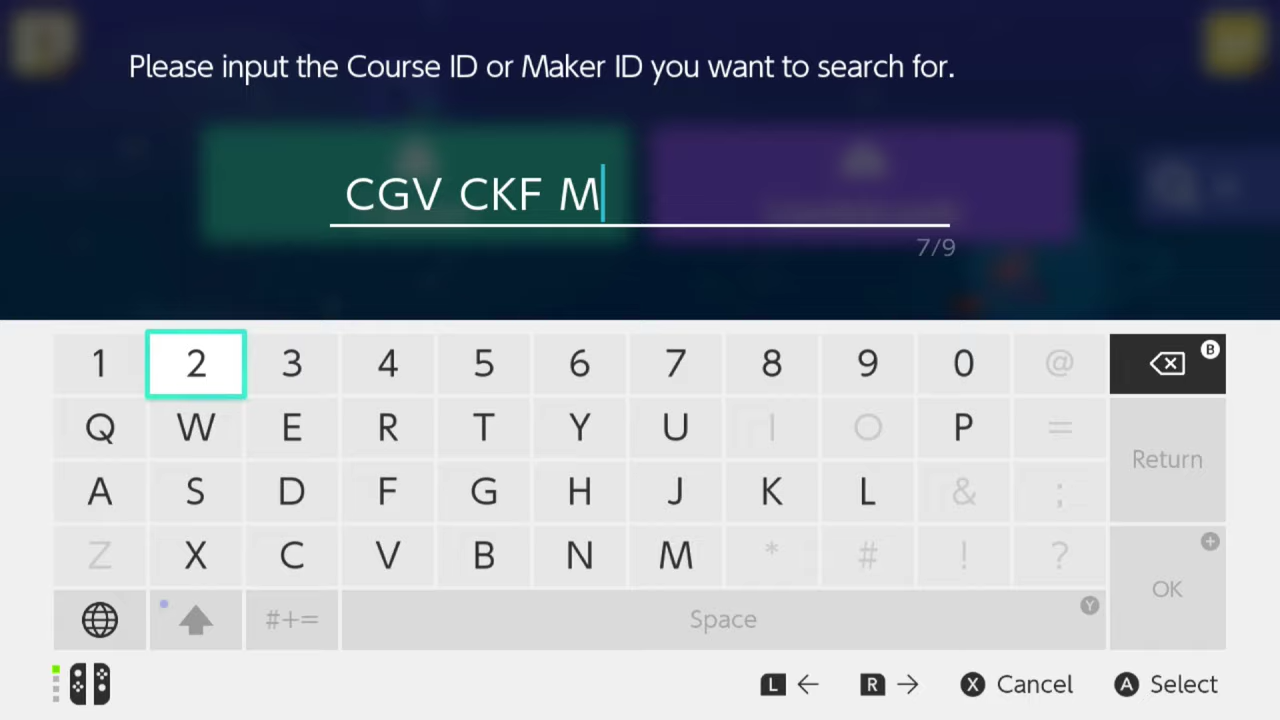 Please input the Course ID or Maker ID you want to search for.
CGV CKF M
7/9
1 2 3 4 5 6 7 8 9 0 @ B
Q W E R T Y U I O P =
Return
A S D F G H J K L & ;
Z X C V B N M * # ! ? +
OK
#+= Space Y
L ← R → X Cancel A Select